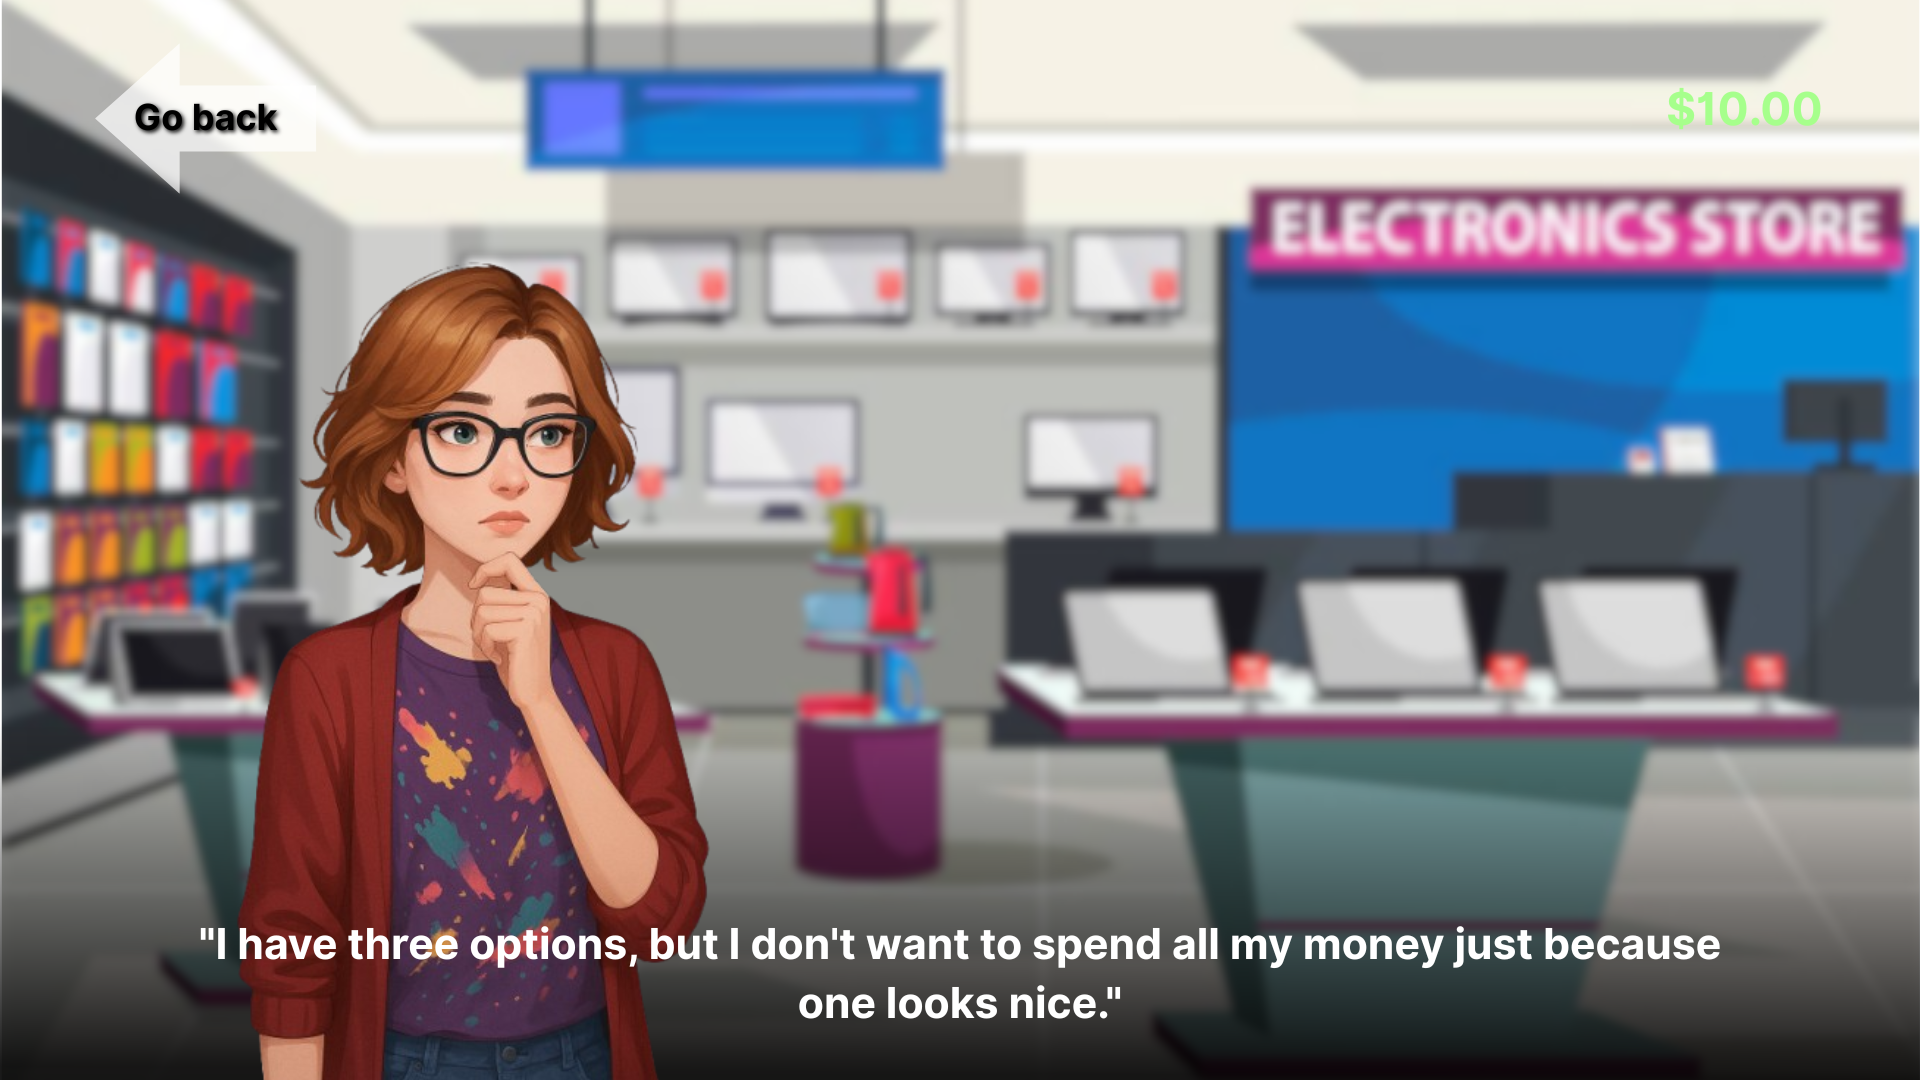 Go back
$10.00
ELECTRONICS STORE
"I have three options, but I don't want to spend all my money just because
one looks nice."